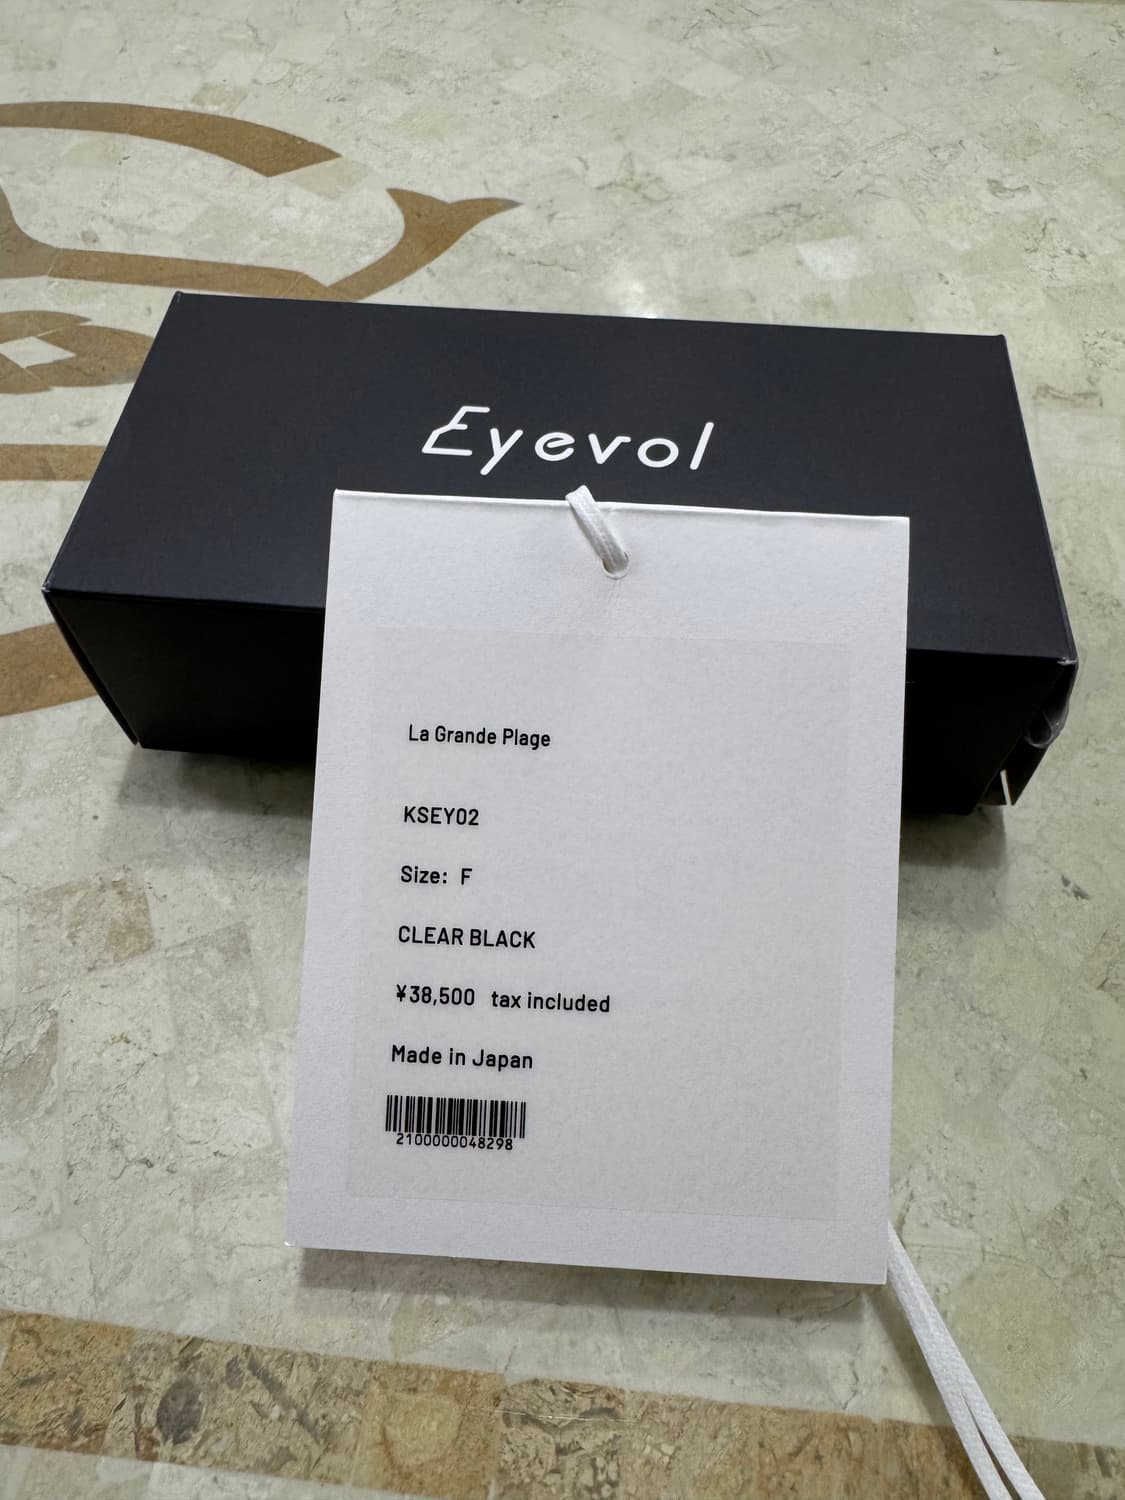 Eyevol
La Grande Plage
KSEY02
Size: F
CLEAR BLACK
¥38,500 tax included
Made in Japan
2100000048298